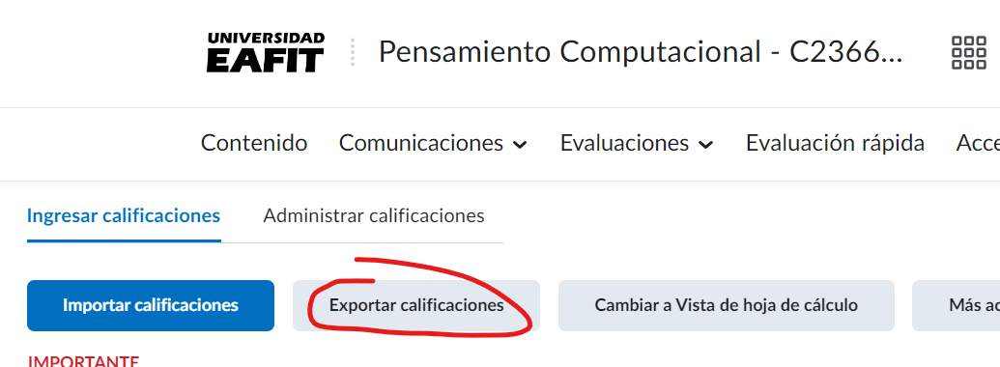 UNIVERSIDAD
EAFIT
Pensamiento Computacional - C2366...
Contenido Comunicaciones Evaluaciones Evaluación rápida Acce
Ingresar calificaciones Administrar calificaciones
Importar calificaciones Exportar calificaciones Cambiar a Vista de hoja de cálculo Más ac
IMPORTANTE